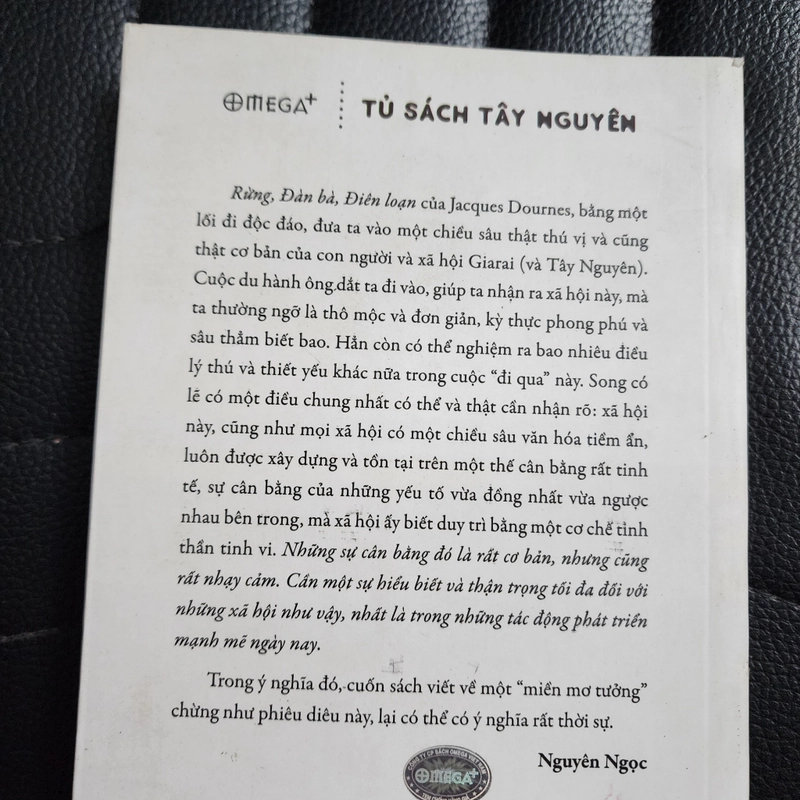 OMEGA+
TỦ SÁCH TÂY NGUYÊN
Rừng, Đàn bà, Điên loạn của Jacques Dournes, bằng một
lối đi độc đáo, đưa ta vào một chiều sâu thật thú vị và cũng
thật cơ bản của con người và xã hội Giarai (và Tây Nguyên).
Cuộc du hành ông dắt ta đi vào, giúp ta nhận ra xã hội này, mà
ta thường ngỡ là thô mộc và đơn giản, kỳ thực phong phú và
sâu thẳm biết bao. Hẳn còn có thể nghiệm ra bao nhiêu điều
lý thú và thiết yếu khác nữa trong cuộc “đi qua” này. Song có
lẽ có một điều chung nhất có thể và thật cần nhận rõ: xã hội
này, cũng như mọi xã hội có một chiều sâu văn hóa tiềm ẩn,
luôn được xây dựng và tồn tại trên một thế cân bằng rất tinh
tế, sự cân bằng của những yếu tố vừa đồng nhất vừa ngược
nhau bên trong, mà xã hội ấy biết duy trì bằng một cơ chế tinh
thần tinh vi. Những sự cân bằng đó là rất cơ bản, nhưng cũng
rất nhạy cảm. Cần một sự hiểu biết và thận trọng tối đa đối với
những xã hội như vậy, nhất là trong những tác động phát triển
mạnh mẽ ngày nay.
Trong ý nghĩa đó, cuốn sách viết về một “miền mơ tưởng”
chừng như phiêu diêu này, lại có thể có ý nghĩa rất thời sự.
Nguyên Ngọc
CÔNG TY CP SÁCH OMEGA VIỆT NAM
OMEGA+